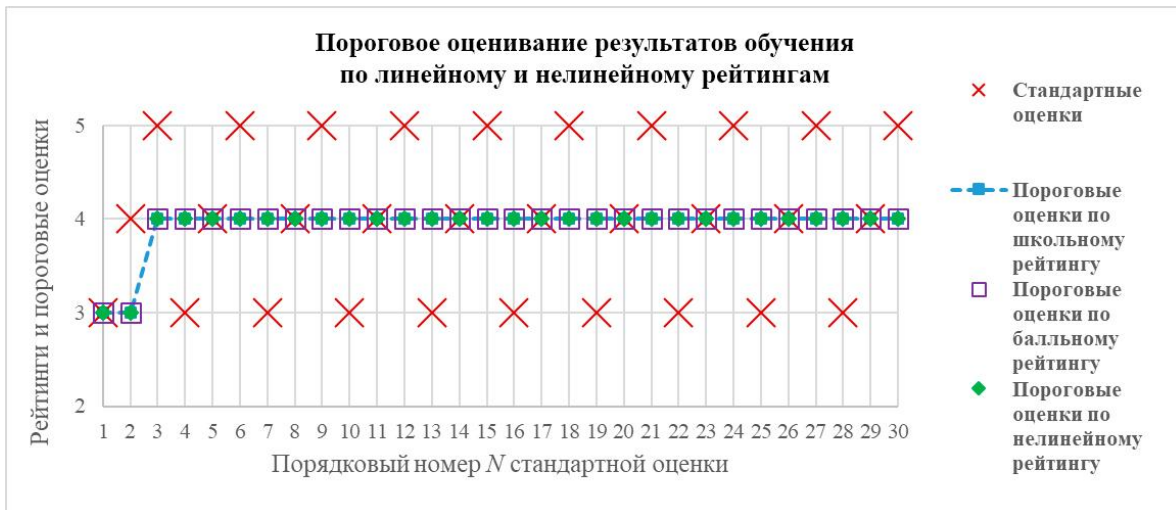 Пороговое оценивание результатов обучения
по линейному и нелинейному рейтингам
Рейтинги и пороговые оценки
5
4
3
2
1 2 3 4 5 6 7 8 9 10 11 12 13 14 15 16 17 18 19 20 21 22 23 24 25 26 27 28 29 30
Порядковый номер N стандартной оценки
Стандартные
оценки
Пороговые
оценки по
школьному
рейтингу
Пороговые
оценки по
балльному
рейтингу
Пороговые
оценки по
нелинейному
рейтингу